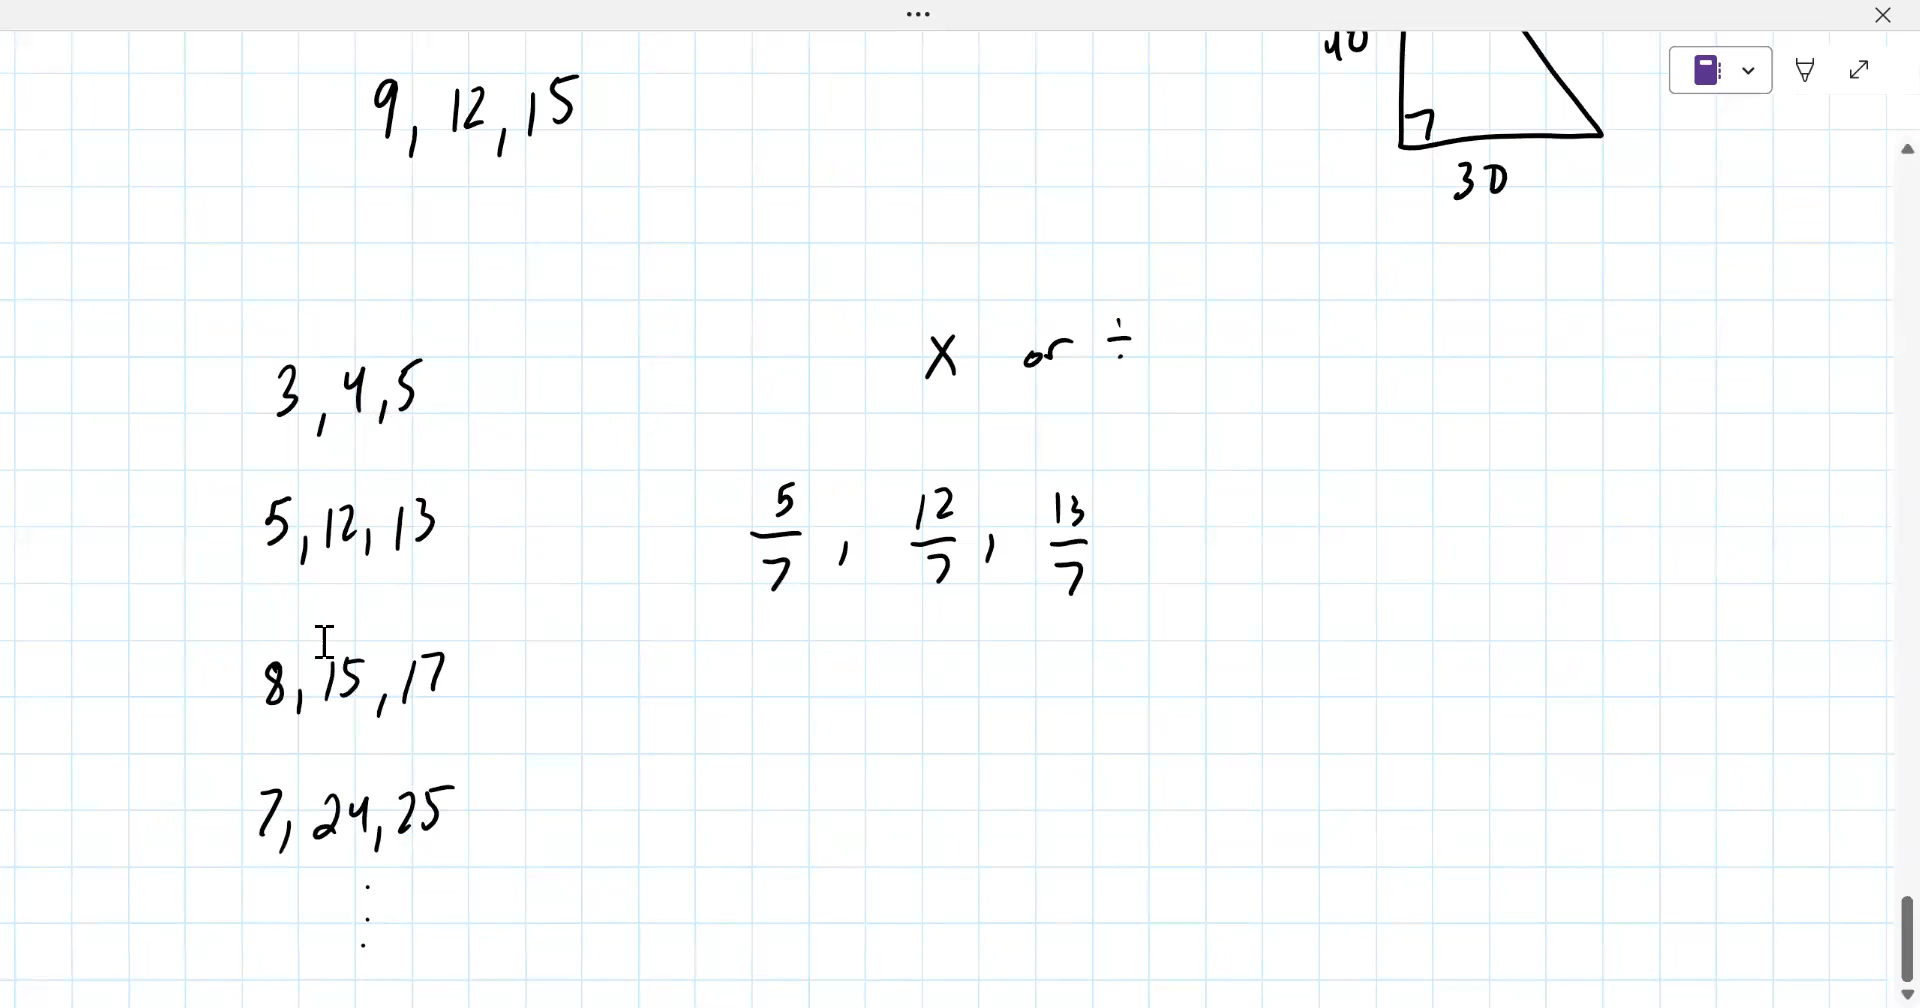 40
9, 12, 15
30
X or ÷
3, 4, 5
5/7, 12/7, 13/7
5, 12, 13
8, 15, 17
7, 24, 25
⋮